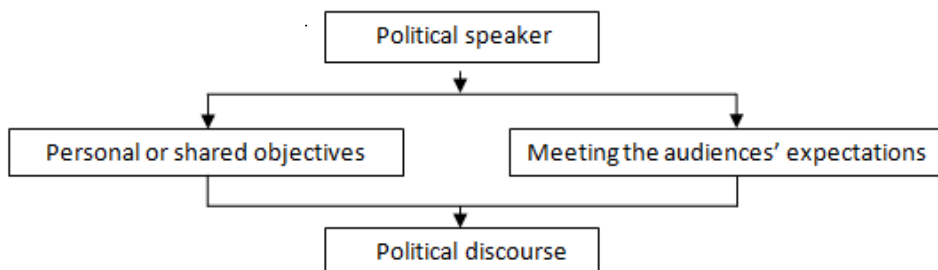 Political speaker
Personal or shared objectives
Meeting the audiences’ expectations
Political discourse